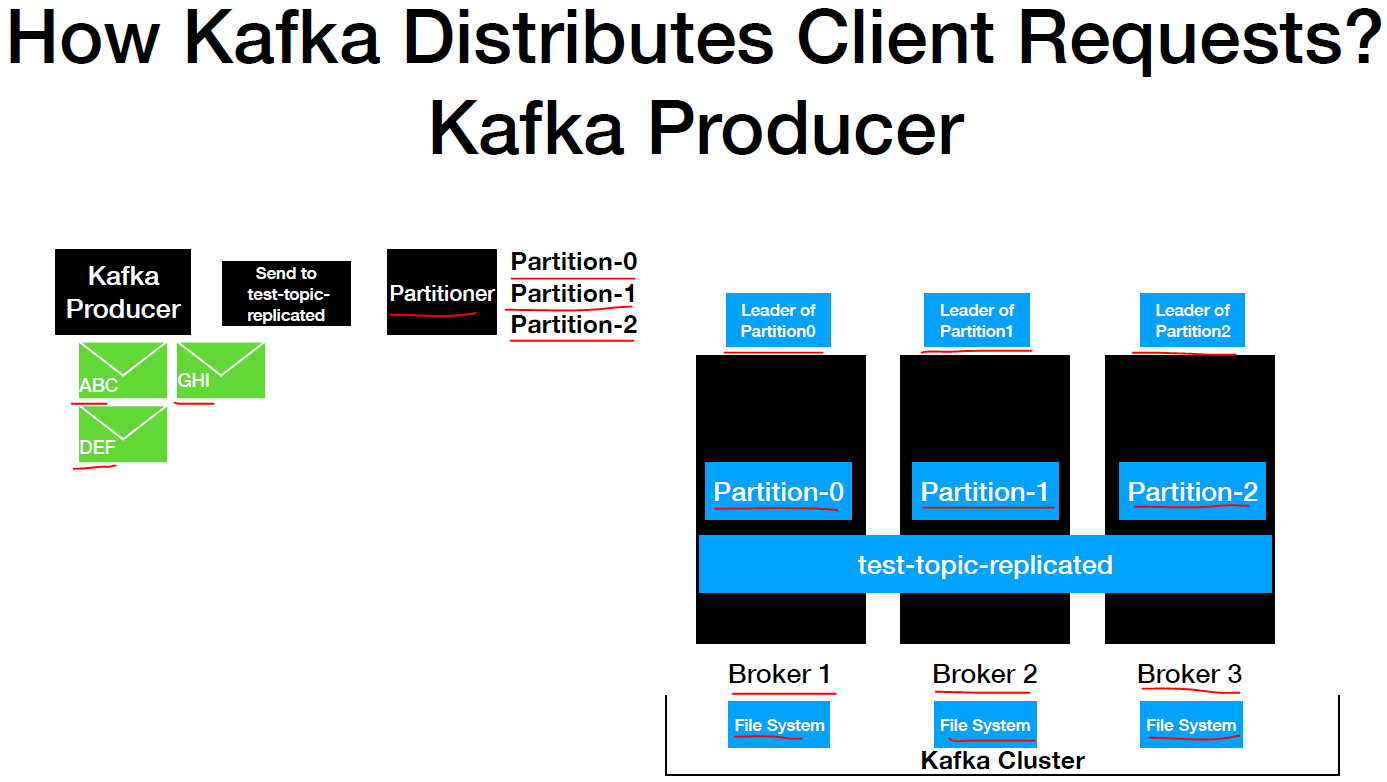 How Kafka Distributes Client Requests?
Kafka Producer
Kafka
Producer
Send to
test-topic-
replicated
Partitioner
Partition-0
Partition-1
Partition-2
ABC
GHI
DEF
Leader of
Partition0
Leader of
Partition1
Leader of
Partition2
Partition-0
Partition-1
Partition-2
test-topic-replicated
Broker 1
Broker 2
Broker 3
File System
File System
File System
Kafka Cluster